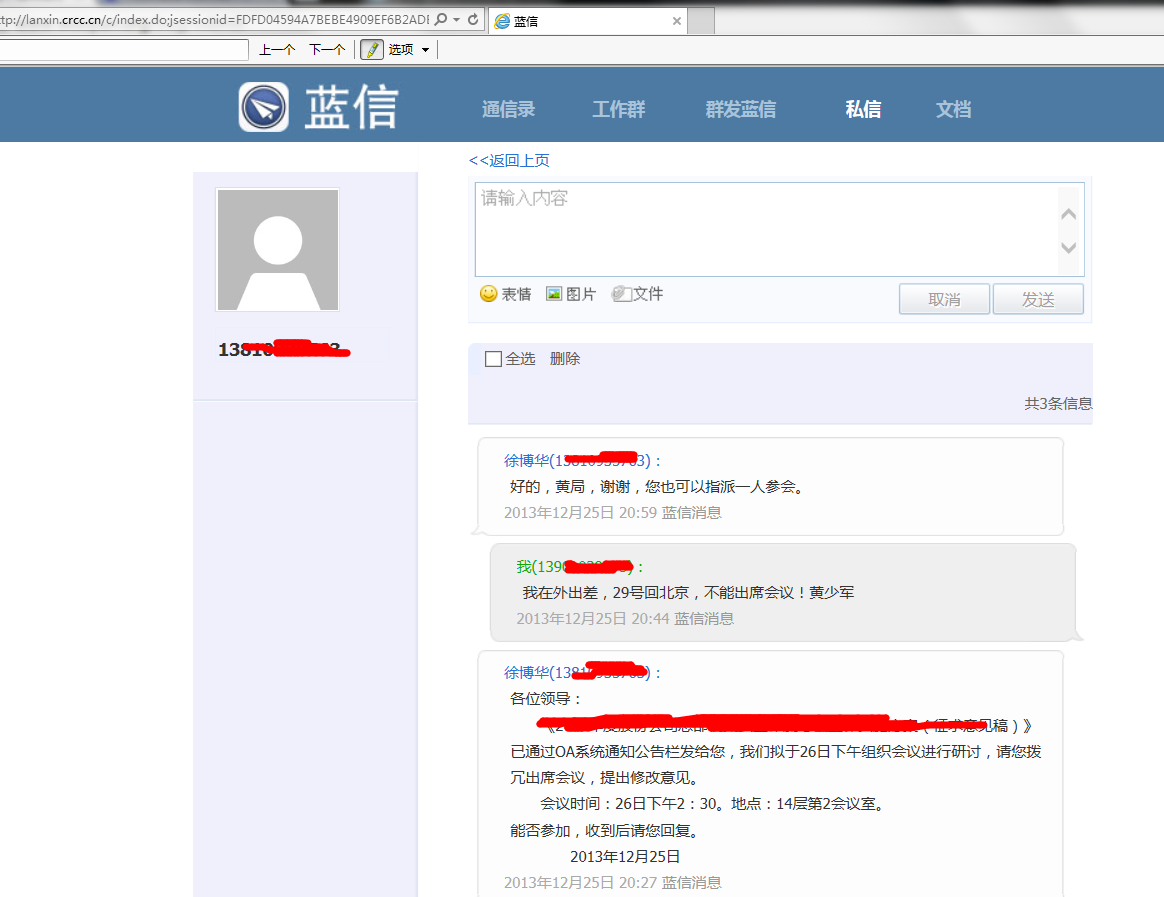 ttp://lanxin.crcc.cn/c/index.do;jsessionid=FDFD04594A7BEBE4909EF6B2ADE
蓝信
上一个 下一个 选项
蓝信 通信录 工作群 群发蓝信 私信 文档
<<返回上页
请输入内容
表情 图片 文件 取消 发送
全选 删除
共3条信息
徐博华
好的，黄局，谢谢，您也可以指派一人参会。
2013年12月25日 20:59 蓝信消息
我(139
我在外出差，29号回北京，不能出席会议！黄少军
2013年12月25日 20:44 蓝信消息
徐博华
各位领导：
（征求意见稿）》
已通过OA系统通知公告栏发给您，我们拟于26日下午组织会议进行研讨，请您拨
冗出席会议，提出修改意见。
会议时间：26日下午2：30。地点：14层第2会议室。
能否参加，收到后请您回复。
2013年12月25日
2013年12月25日 20:27 蓝信消息